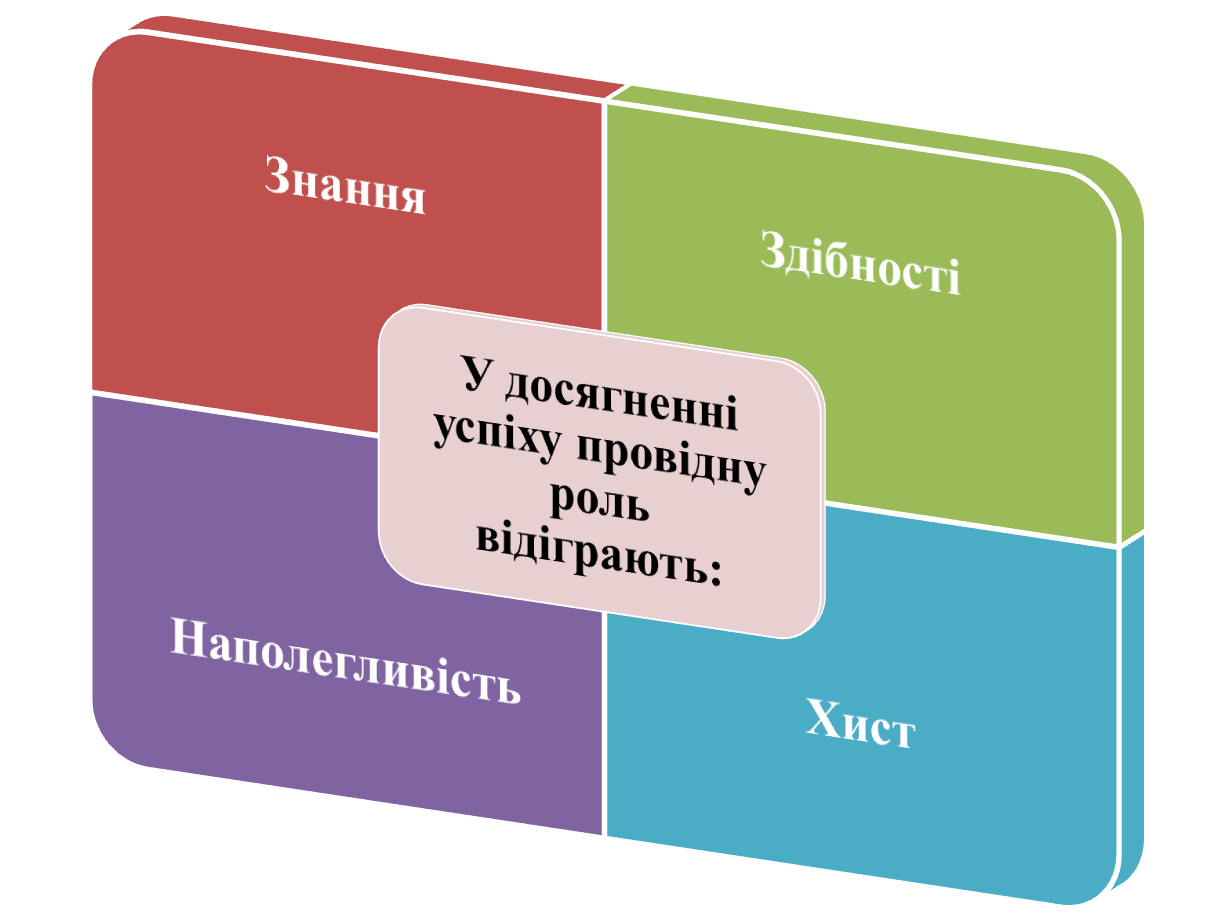 Знання
Здібності
У досягненні
успіху провідну
роль
відіграють:
Наполегливість
Хист